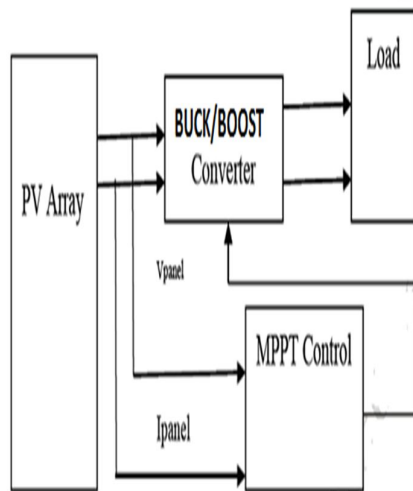 Load
BUCK/BOOST
Converter
PV Array
Vpanel
MPPT Control
Ipanel